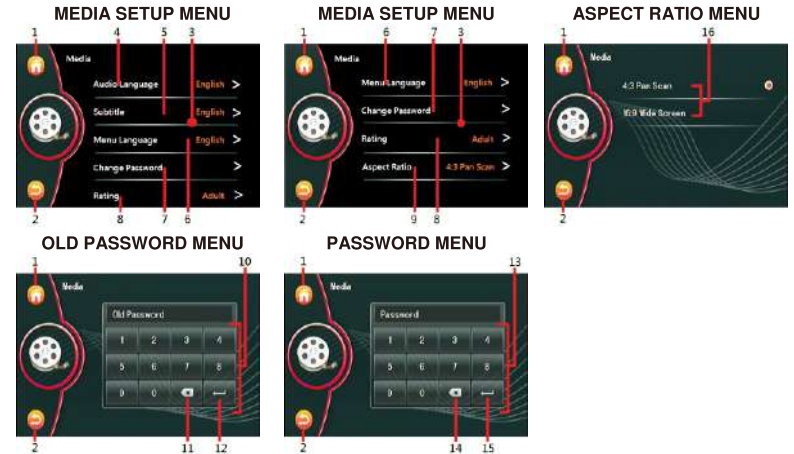 MEDIA SETUP MENU
1
4
5
3
Media
Audio Language English >
Subtitle English >
Menu Language English >
Change Password >
Rating Adult >
2
8
7
6
MEDIA SETUP MENU
1
6
7
3
Media
Menu Language English >
Change Password >
Rating Adult >
Aspect Ratio 4:3 Pan Scan >
2
9
8
ASPECT RATIO MENU
1
16
Media
4:3 Pan Scan
16:9 Wide Screen
2
OLD PASSWORD MENU
1
10
Media
Old Password
1 2 3 4
5 6 7 8
9 0
2
11
12
PASSWORD MENU
1
13
Media
Password
1 2 3 4
5 6 7 8
9 0
2
14
15